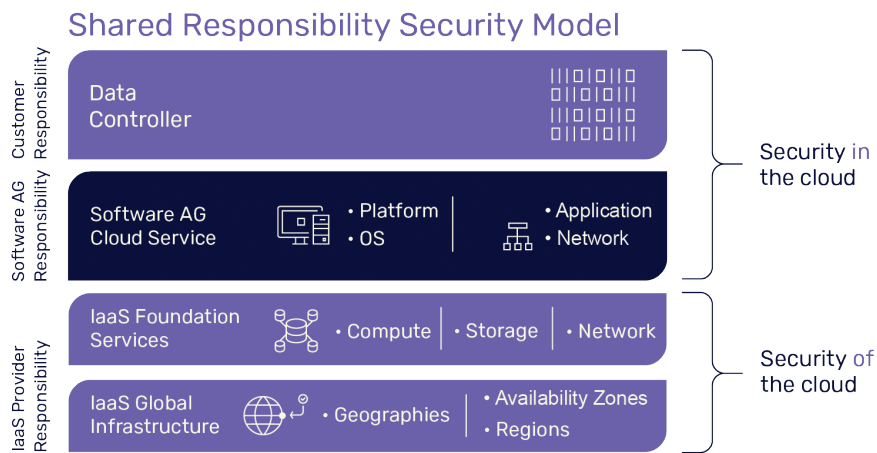 Shared Responsibility Security Model
Customer
Responsibility
Data
Controller
Software AG
Responsibility
Software AG
Cloud Service
• Platform
• OS
• Application
• Network
Security in
the cloud
IaaS Provider
Responsibility
IaaS Foundation
Services
• Compute
• Storage
• Network
IaaS Global
Infrastructure
• Geographies
• Availability Zones
• Regions
Security of
the cloud